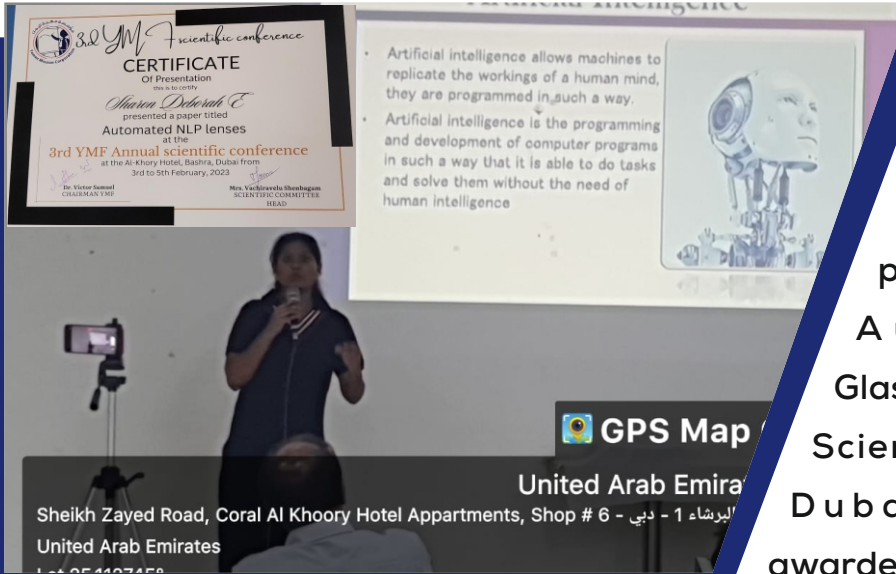 3rd YMF scientific conference
CERTIFICATE
Of Presentation
this is to certify
Sharon Deborah E
presented a paper titled
Automated NLP lenses
at the
3rd YMF Annual scientific conference
at the Al-Khory Hotel, Bashra, Dubai from
3rd to 5th February, 2023
Dr. Victor Samuel
CHAIRMAN YMF
Mrs. Vachiravelu Shenbagam
SCIENTIFIC COMMITTEE
HEAD
Artificial intelligence allows machines to
replicate the workings of a human mind,
they are programmed in such a way.
Artificial intelligence is the programming
and development of computer programs
in such a way that it is able to do tasks
and solve them without the need of
human intelligence
GPS Map
United Arab
Sheikh Zayed Road, Coral Al Khoory Hotel Appartments, Shop # 6 - البرشاء 1 - دبي -
United Arab Emirates